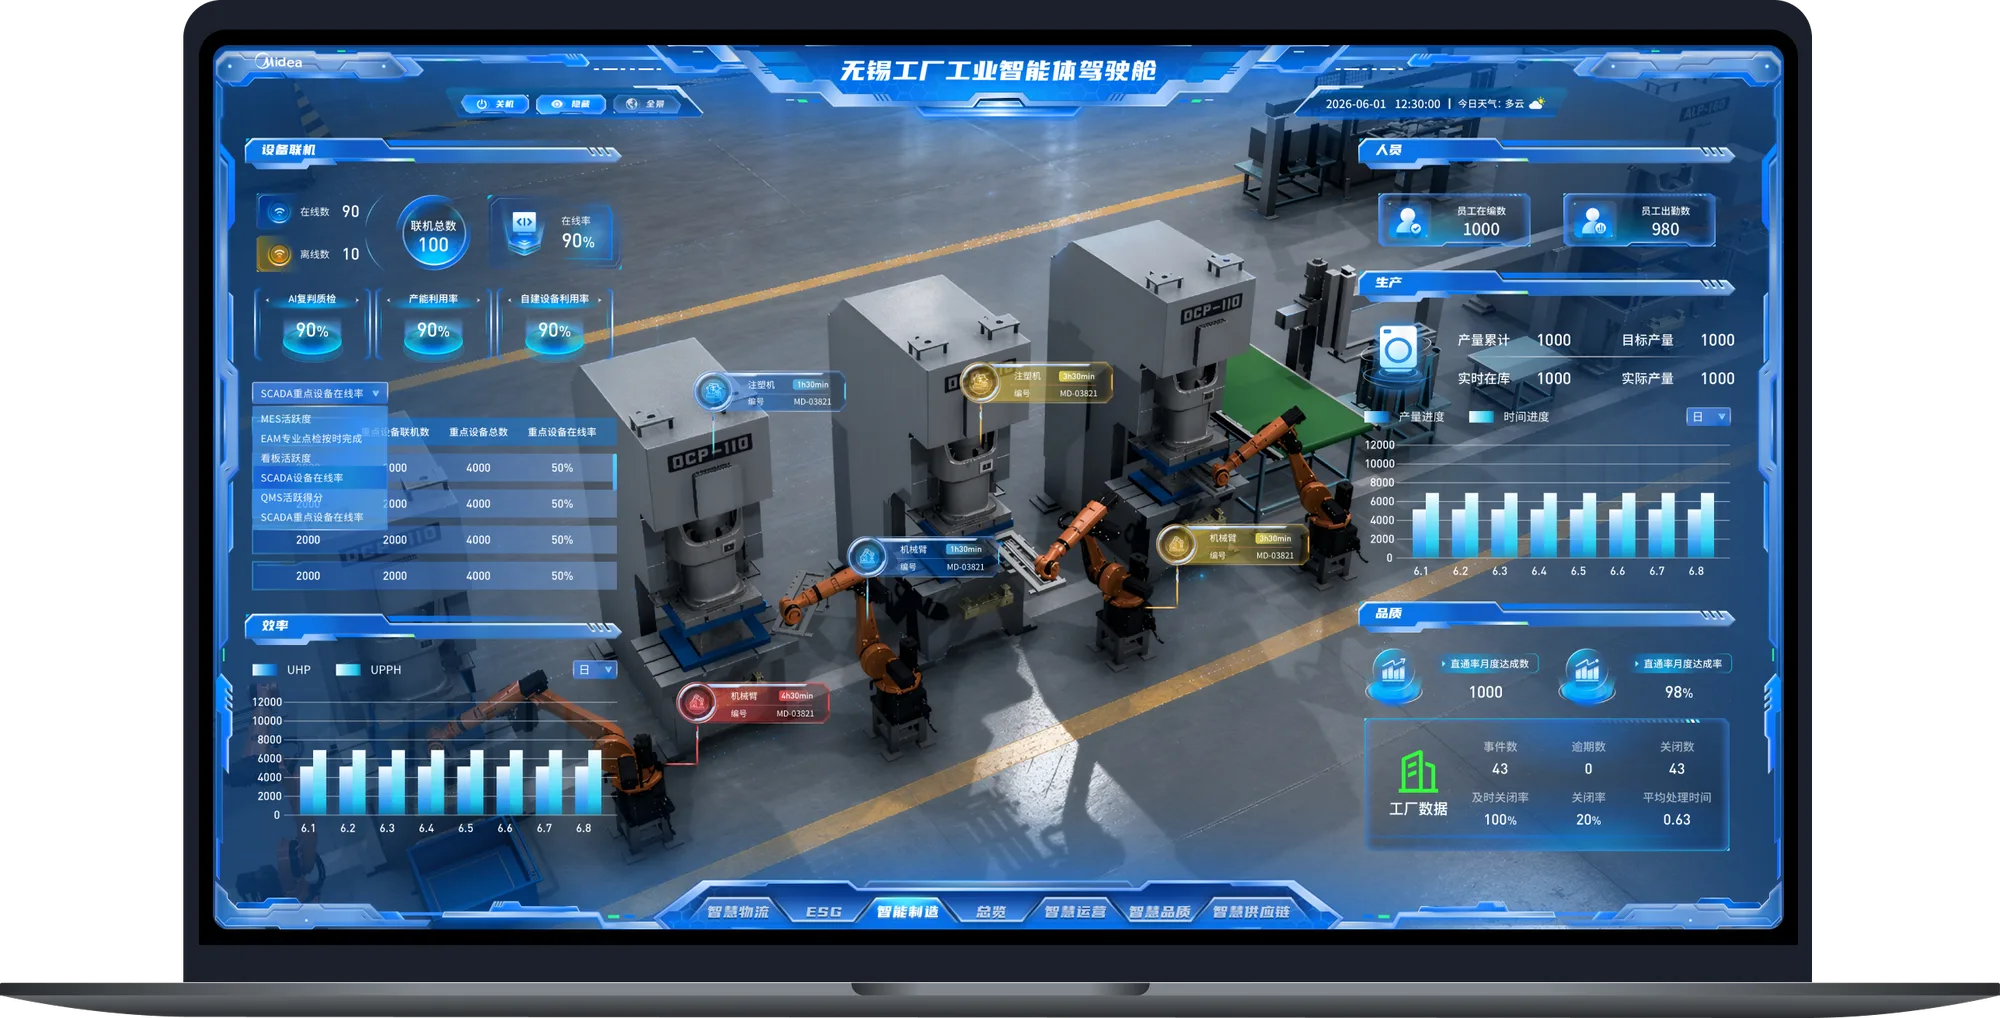 Midea
无锡工厂工业智能体驾驶舱
关机
隐藏
全景
2026-06-01 12:30:00 | 今日天气: 多云
设备联机
在线数 90
离线数 10
联机总数
100
在线率
90%
AI复判质检
90%
产能利用率
90%
自建设备利用率
90%
SCADA重点设备在线率
MES活跃度
EAM专业点检按时完成
看板活跃度
SCADA设备在线率
QMS活跃得分
SCADA重点设备在线率
重点设备联机数 重点设备总数 重点设备在线率
000 4000 50%
2000 4000 50%
2000 2000 4000 50%
2000 2000 4000 50%
效率
UHP UPPH
日
12000
10000
8000
6000
4000
2000
0
6.1 6.2 6.3 6.4 6.5 6.6 6.7 6.8
注塑机 1h30min
编号 MD-03821
注塑机 3h30min
编号 MD-03821
机械臂 1h30min
编号 MD-03821
机械臂 3h30min
编号 MD-03821
机械臂 4h30min
编号 MD-03821
DCP-110
DCP-110
人员
员工在编数
1000
员工出勤数
980
生产
产量累计 1000 目标产量 1000
实时在库 1000 实际产量 1000
产量进度 时间进度
日
12000
10000
8000
6000
4000
2000
0
6.1 6.2 6.3 6.4 6.5 6.6 6.7 6.8
品质
直通率月度达成数
1000
直通率月度达成率
98%
工厂数据
事件数 逾期数 关闭数
43 0 43
及时关闭率 关闭率 平均处理时间
100% 20% 0.63
智慧物流 ESG 智能制造 总览 智慧运营 智慧品质 智慧供应链